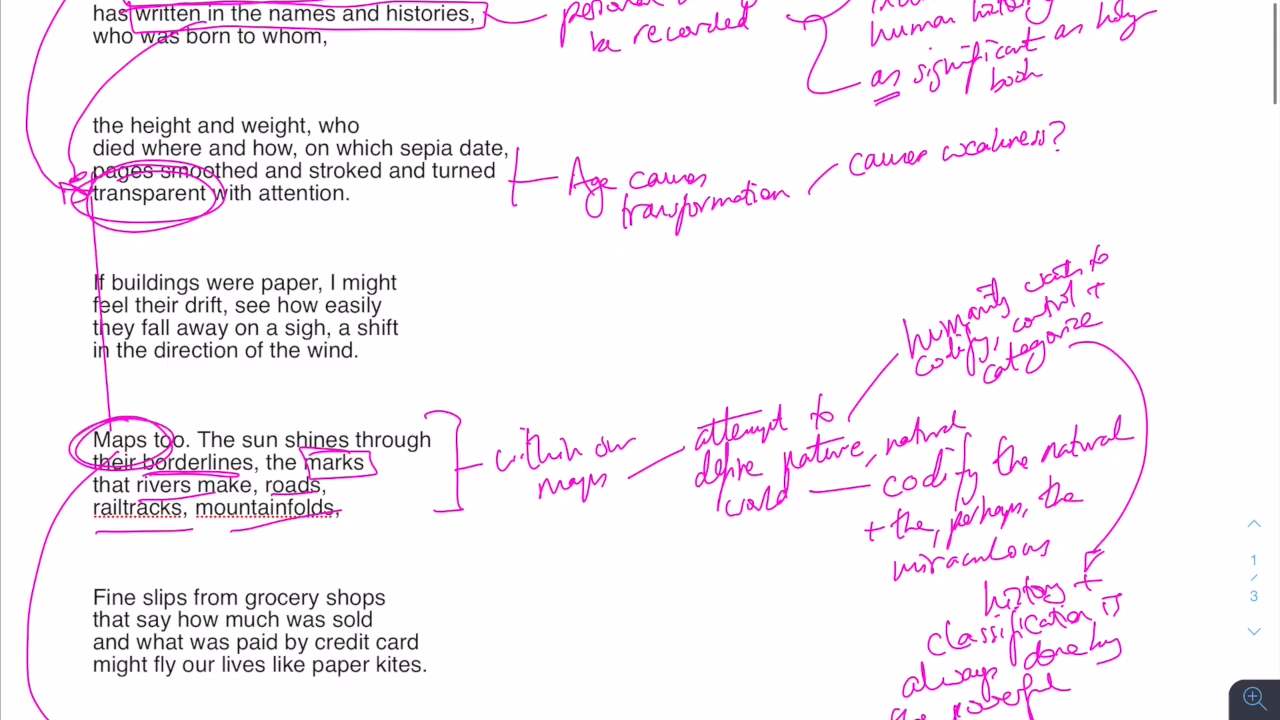 has written in the names and histories,
who was born to whom,
be recorded
human history
as significant as holy
book
the height and weight, who
died where and how, on which sepia date,
pages smoothed and stroked and turned
transparent with attention.
Age causes
transformation
causes weakness?
If buildings were paper, I might
feel their drift, see how easily
they fall away on a sigh, a shift
in the direction of the wind.
humanity wants to
codify, control +
categorize
Maps too. The sun shines through
their borderlines, the marks
that rivers make, roads,
railtracks, mountainfolds,
within our
maps
attempt to
define nature, natural
world
codify the natural
+ the, perhaps, the
miraculous
history +
classification is
always done by
powerful
Fine slips from grocery shops
that say how much was sold
and what was paid by credit card
might fly our lives like paper kites.
1
/
3